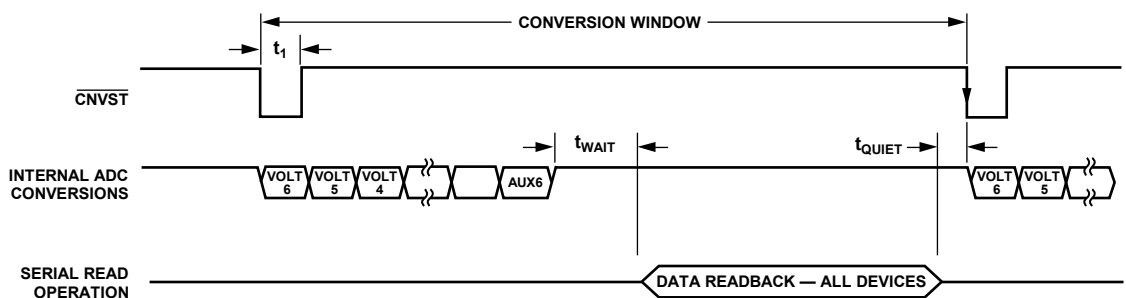 CONVERSION WINDOW
t1
CNVST
tWAIT
tQUIET
INTERNAL ADC
CONVERSIONS
VOLT
6
VOLT
5
VOLT
4
AUX6
VOLT
6
VOLT
5
SERIAL READ
OPERATION
DATA READBACK — ALL DEVICES